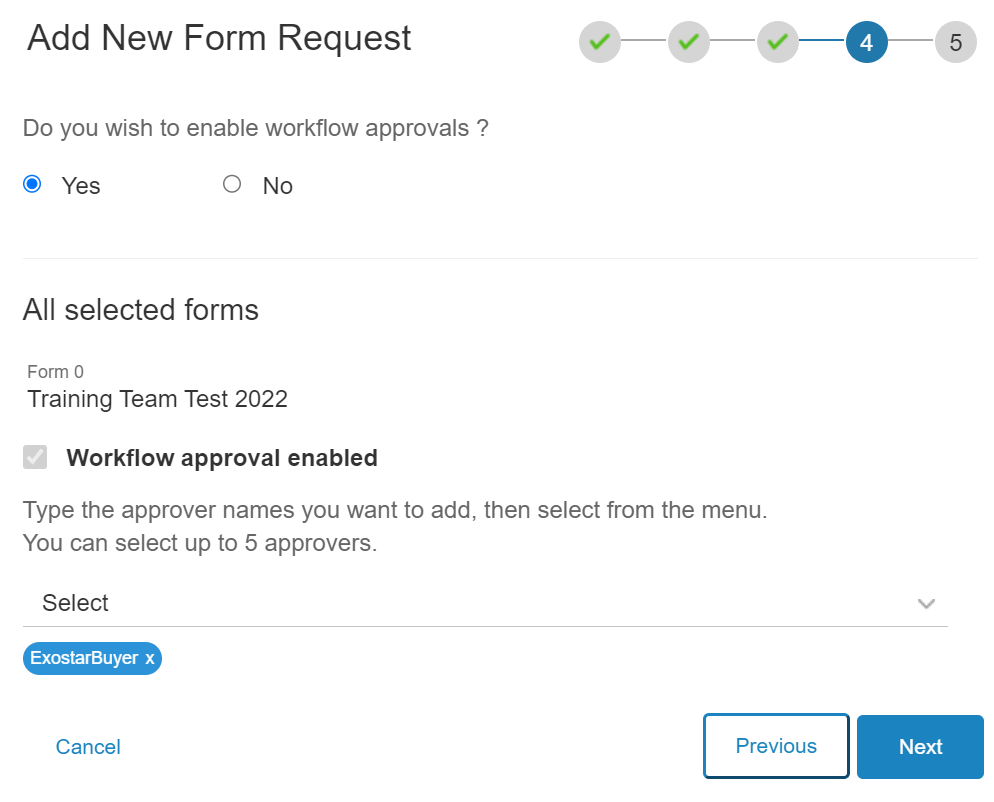 Add New Form Request
4
5
Do you wish to enable workflow approvals ?
Yes
No
All selected forms
Form 0
Training Team Test 2022
Workflow approval enabled
Type the approver names you want to add, then select from the menu.
You can select up to 5 approvers.
Select
ExostarBuyer x
Cancel
Previous
Next